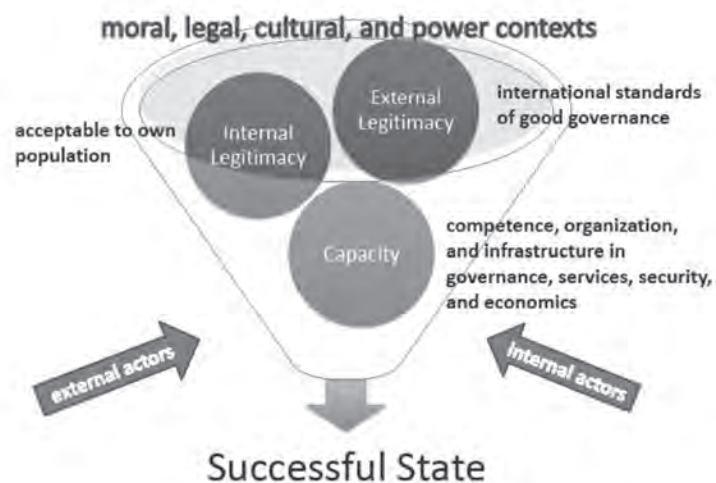 moral, legal, cultural, and power contexts
External
Legitimacy
international standards
of good governance
acceptable to own
population
Internal
Legitimacy
Capacity
competence, organization,
and infrastructure in
governance, services, security,
and economics
external actors
internal actors
Successful State